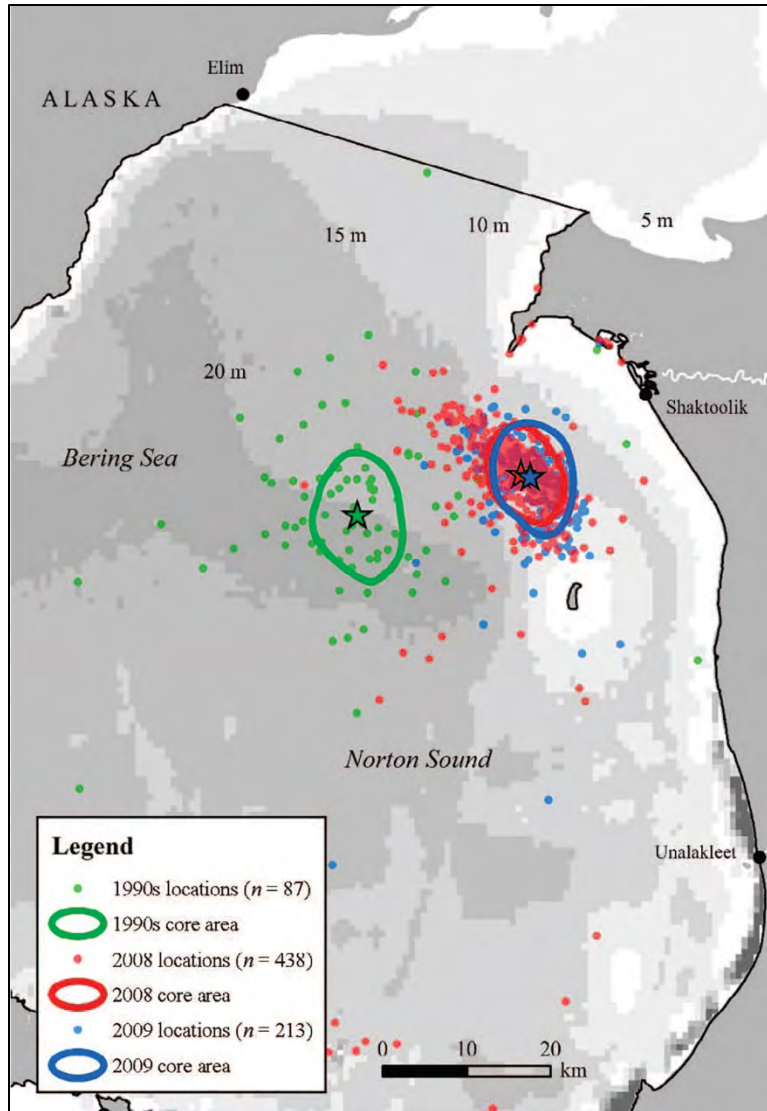 Elim
A L A S K A
10 m
5 m
15 m
20 m
Shaktoolik
Bering Sea
Norton Sound
Unalakleet
Legend
1990s locations (n = 87)
1990s core area
2008 locations (n = 438)
2008 core area
2009 locations (n = 213)
2009 core area
0 10 20
km